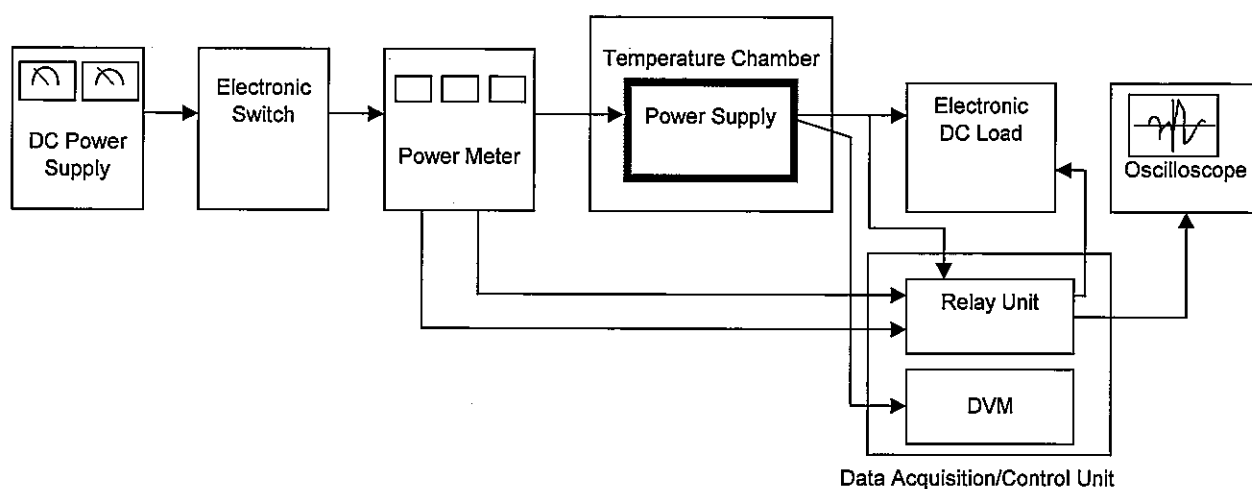 DC Power
Supply
Electronic
Switch
Power Meter
Temperature Chamber
Power Supply
Electronic
DC Load
Oscilloscope
Relay Unit
DVM
Data Acquisition/Control Unit